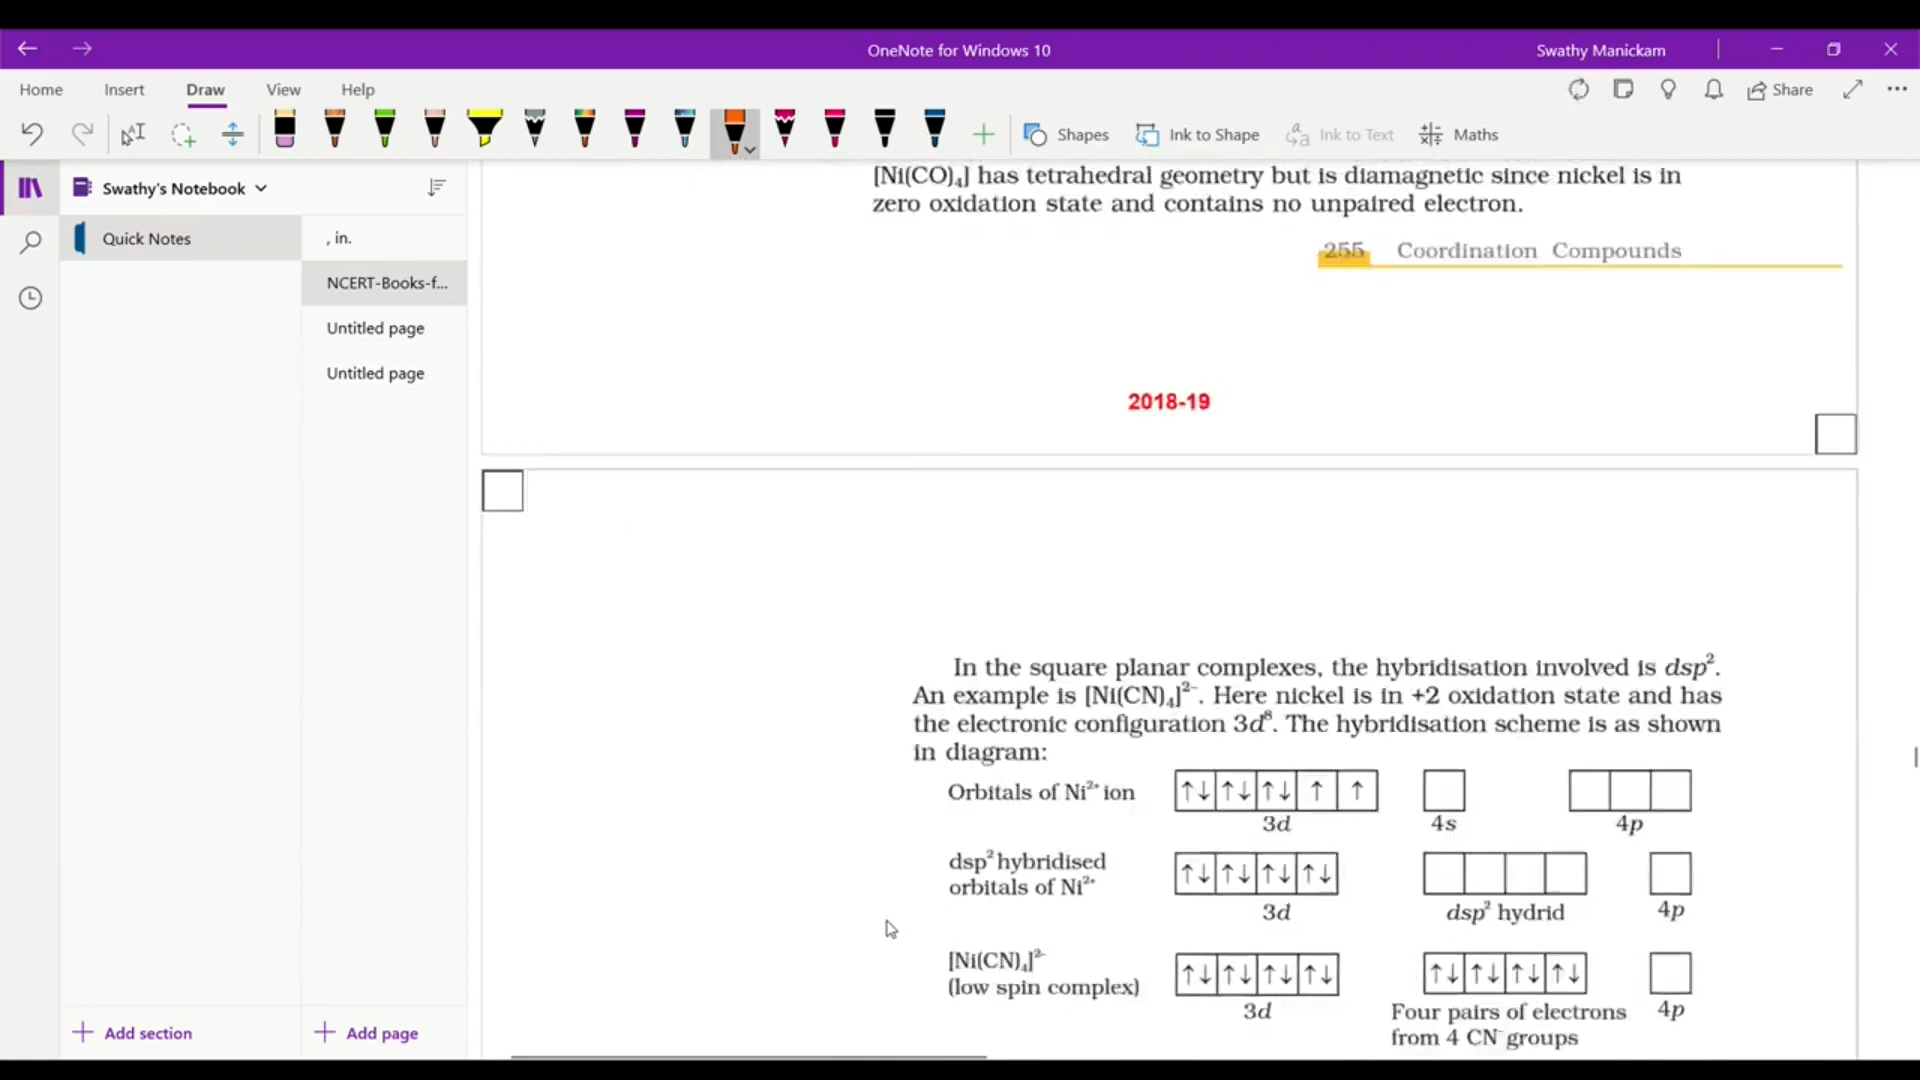 OneNote for Windows 10
Swathy Manickam
Home Insert Draw View Help
Share
Shapes Ink to Shape Ink to Text Maths
Swathy's Notebook
Quick Notes
, in.
NCERT-Books-f...
Untitled page
Untitled page
Add section
Add page
[Ni(CO)₄] has tetrahedral geometry but is diamagnetic since nickel is in
zero oxidation state and contains no unpaired electron.
255 Coordination Compounds
2018-19
In the square planar complexes, the hybridisation involved is dsp².
An example is [Ni(CN)₄]²⁻. Here nickel is in +2 oxidation state and has
the electronic configuration 3d⁸. The hybridisation scheme is as shown
in diagram:
Orbitals of Ni²⁺ ion ↑↓ ↑↓ ↑↓ ↑ ↑
3d 4s 4p
dsp² hybridised
orbitals of Ni²⁺ ↑↓ ↑↓ ↑↓ ↑↓
3d dsp² hydrid 4p
[Ni(CN)₄]²⁻
(low spin complex) ↑↓ ↑↓ ↑↓ ↑↓ ↑↓ ↑↓ ↑↓ ↑↓
3d Four pairs of electrons 4p
from 4 CN⁻ groups